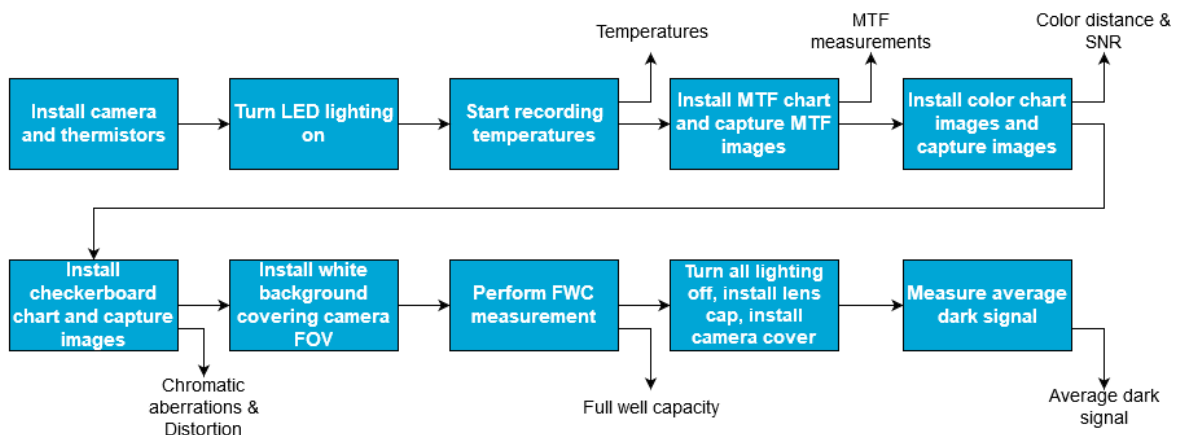 Temperatures
MTF
measurements
Color distance &
SNR
Install camera
and thermistors
Turn LED lighting
on
Start recording
temperatures
Install MTF chart
and capture MTF
images
Install color chart
images and
capture images
Install
checkerboard
chart and capture
images
Install white
background
covering camera
FOV
Perform FWC
measurement
Turn all lighting
off, install lens
cap, install
camera cover
Measure average
dark signal
Chromatic
aberrations &
Distortion
Full well capacity
Average dark
signal